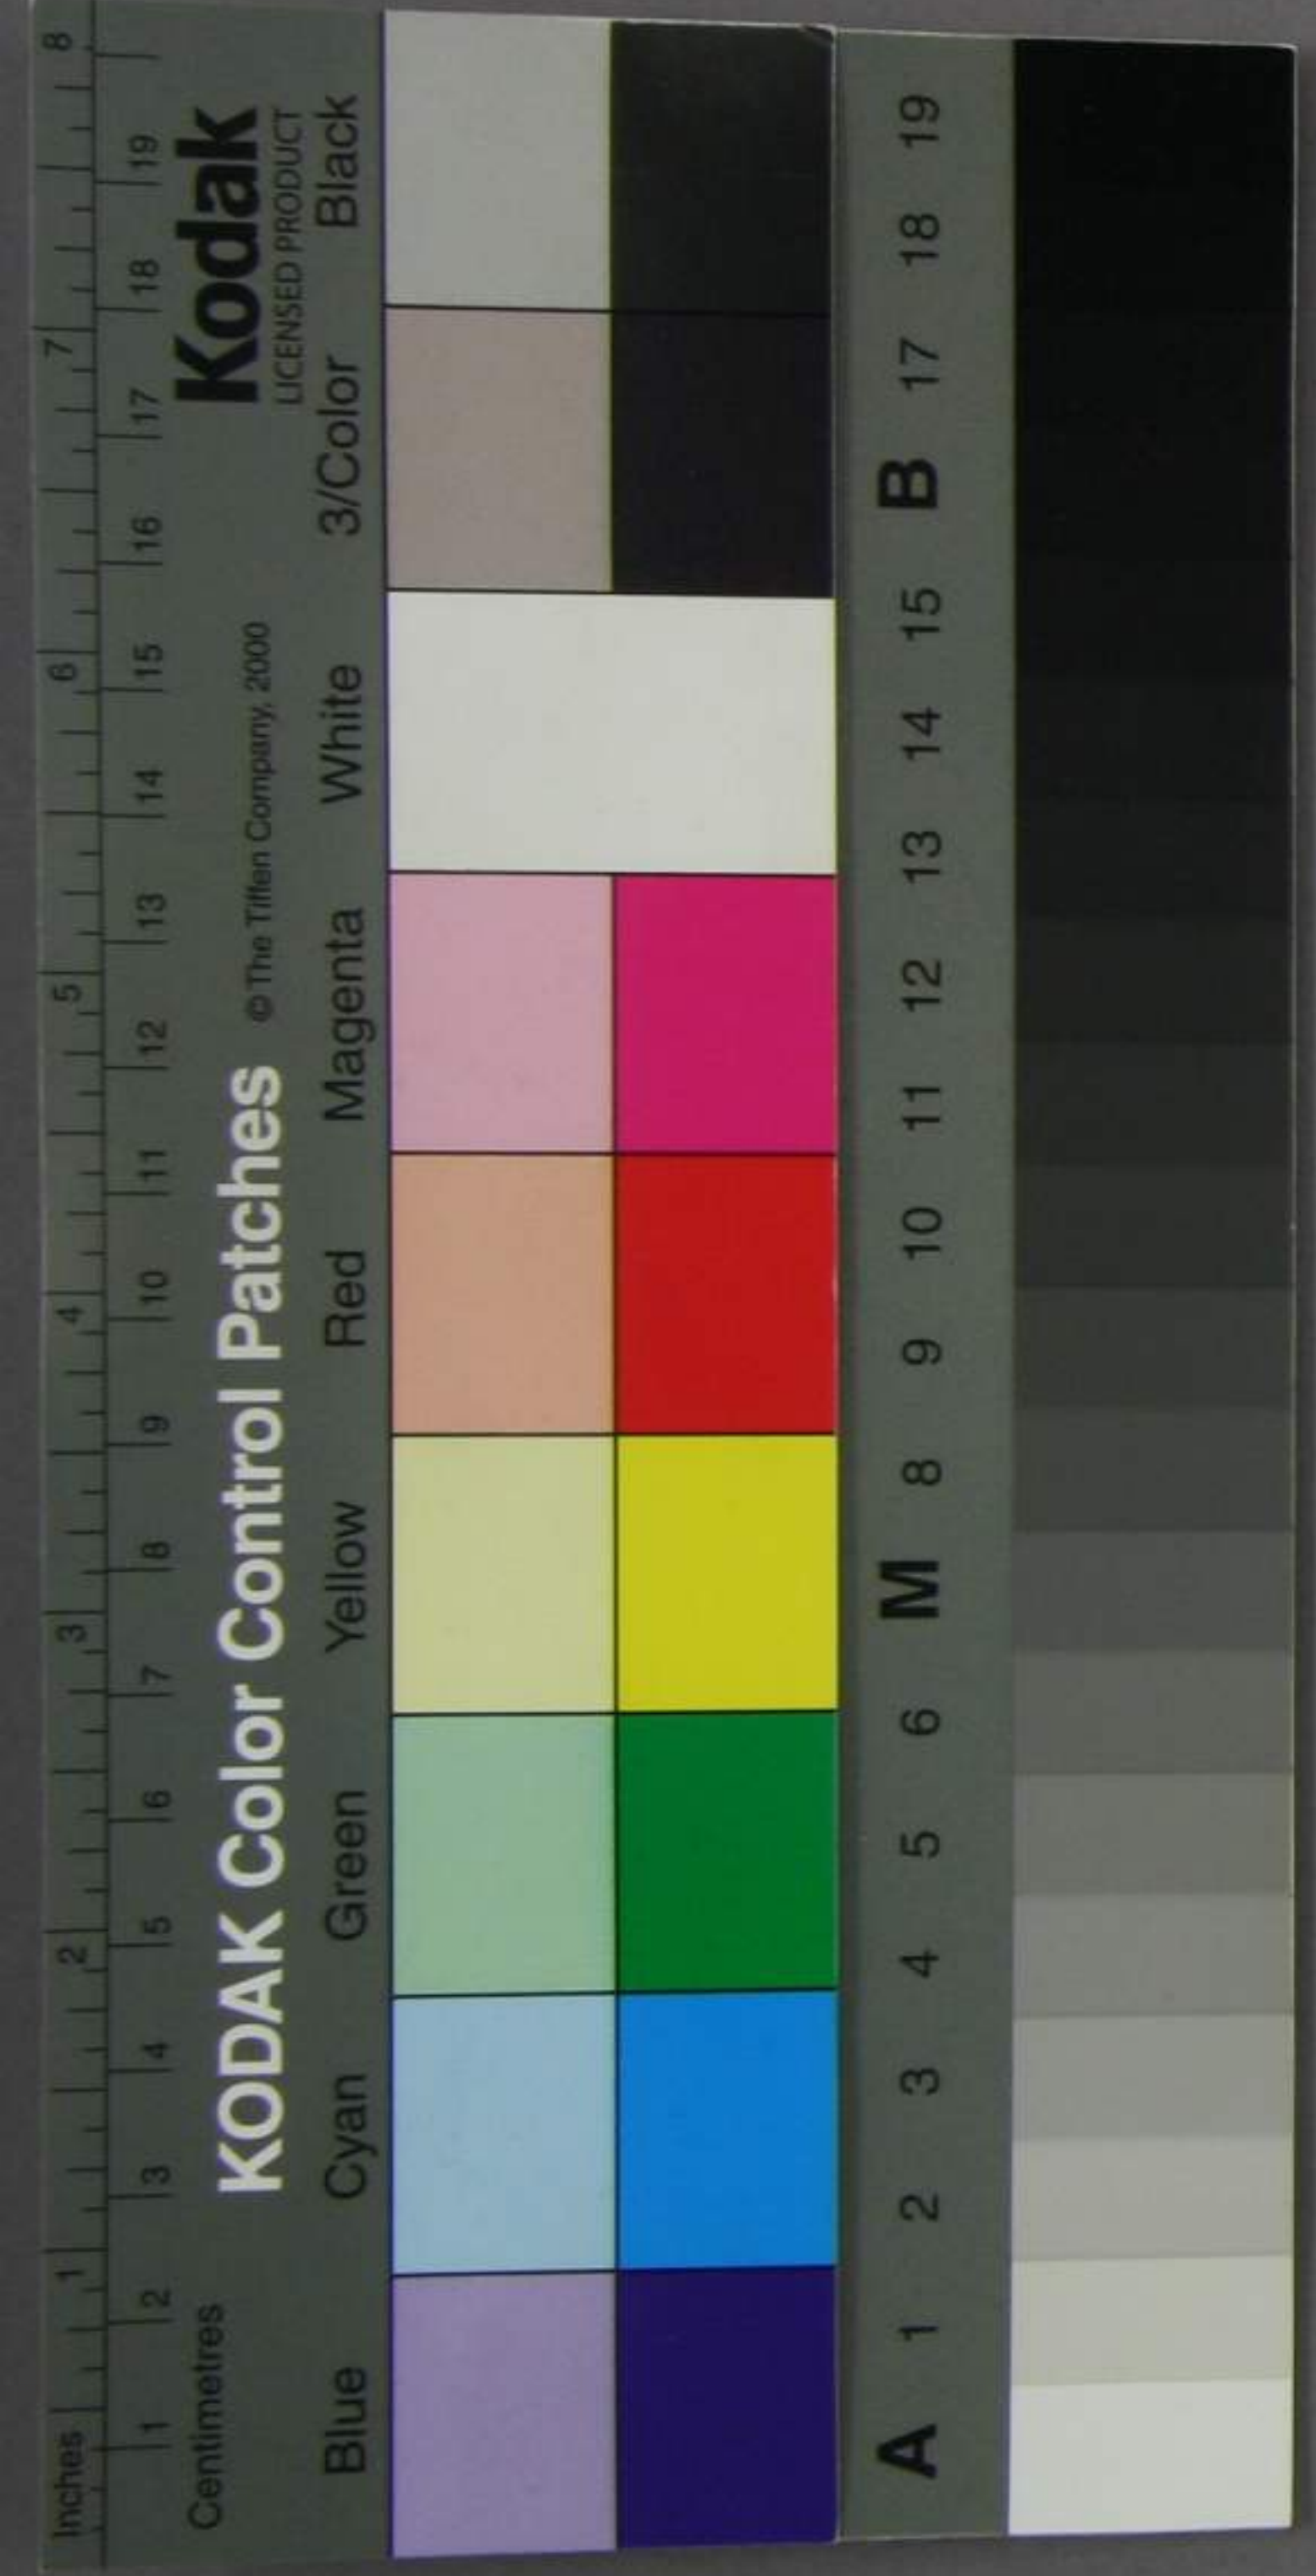 Inches 1 2 3 4 5 6 7 8
1 2 3 4 5 6 7 8 9 10 11 12 13 14 15 16 17 18 19
Centimetres
KODAK Color Control Patches © The Tiffen Company, 2000 Kodak
LICENSED PRODUCT
Blue Cyan Green Yellow Red Magenta White 3/Color Black
A 1 2 3 4 5 6 M 8 9 10 11 12 13 14 15 B 17 18 19